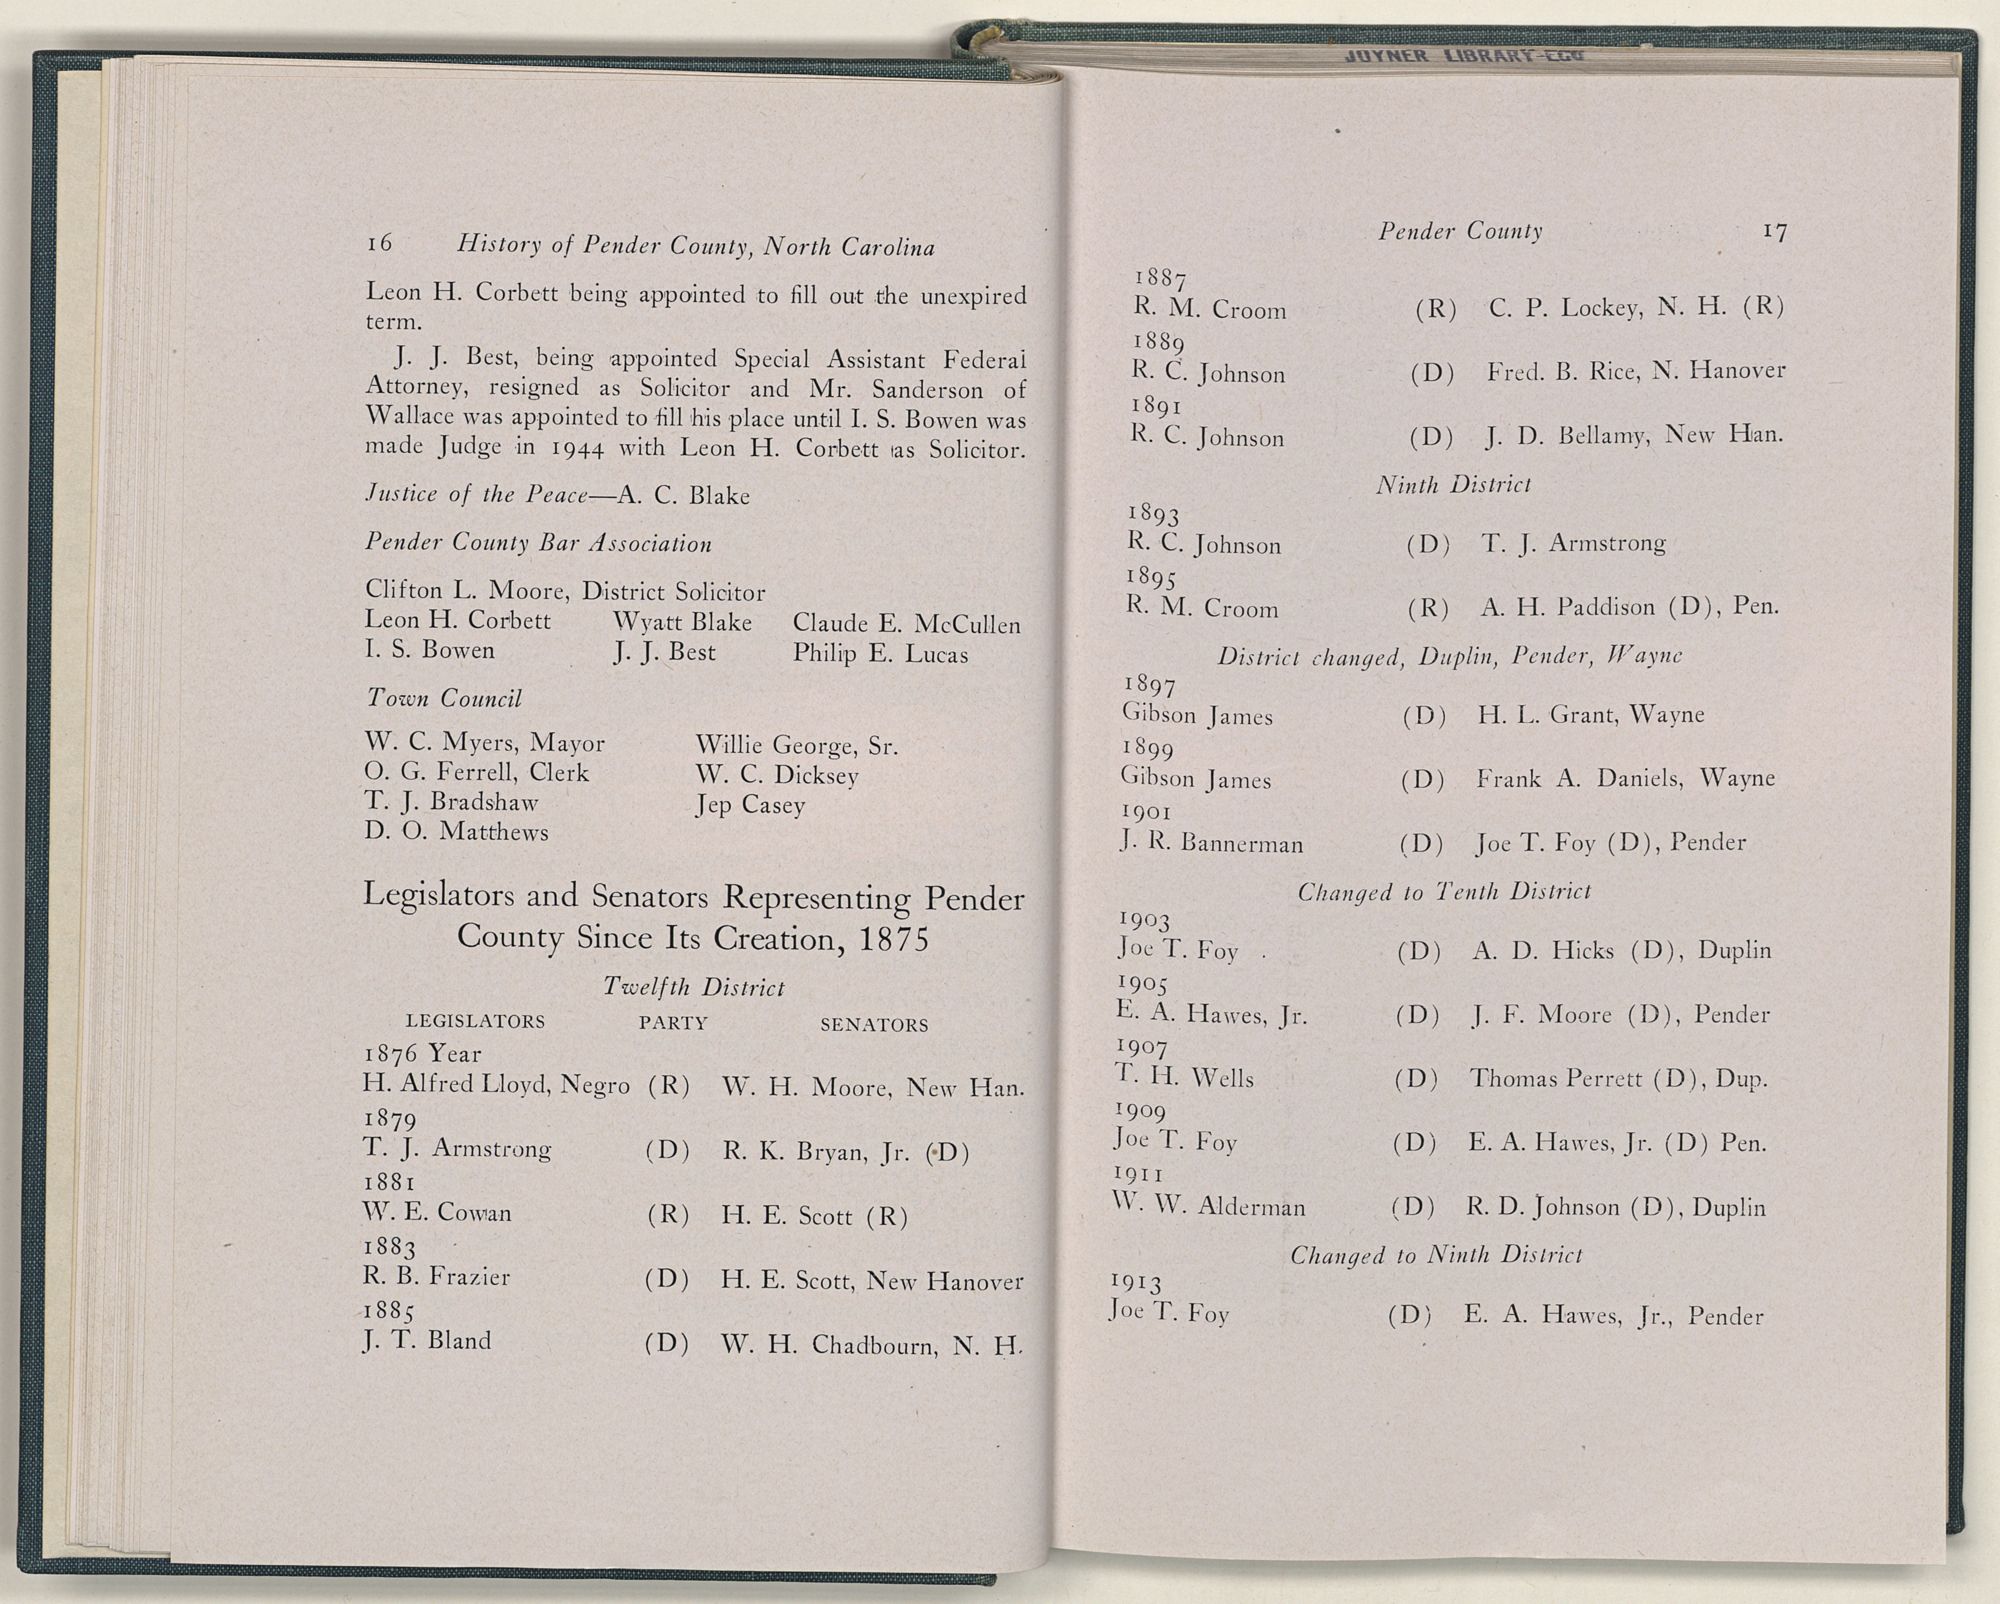 JOYNER LIBRARY-ECU
16 History of Pender County, North Carolina
Leon H. Corbett being appointed to fill out the unexpired
term.
J. J. Best, being appointed Special Assistant Federal
Attorney, resigned as Solicitor and Mr. Sanderson of
Wallace was appointed to fill his place until I. S. Bowen was
made Judge in 1944 with Leon H. Corbett as Solicitor.
Justice of the Peace—A. C. Blake
Pender County Bar Association
Clifton L. Moore, District Solicitor
Leon H. Corbett Wyatt Blake Claude E. McCullen
I. S. Bowen J. J. Best Philip E. Lucas
Town Council
W. C. Myers, Mayor Willie George, Sr.
O. G. Ferrell, Clerk W. C. Dicksey
T. J. Bradshaw Jep Casey
D. O. Matthews
Legislators and Senators Representing Pender
County Since Its Creation, 1875
Twelfth District
LEGISLATORS PARTY SENATORS
1876 Year
H. Alfred Lloyd, Negro (R) W. H. Moore, New Han.
1879
T. J. Armstrong (D) R. K. Bryan, Jr. (D)
1881
W. E. Cowan (R) H. E. Scott (R)
1883
R. B. Frazier (D) H. E. Scott, New Hanover
1885
J. T. Bland (D) W. H. Chadbourn, N. H.
Pender County 17
1887
R. M. Croom (R) C. P. Lockey, N. H. (R)
1889
R. C. Johnson (D) Fred. B. Rice, N. Hanover
1891
R. C. Johnson (D) J. D. Bellamy, New Han.
Ninth District
1893
R. C. Johnson (D) T. J. Armstrong
1895
R. M. Croom (R) A. H. Paddison (D), Pen.
District changed, Duplin, Pender, Wayne
1897
Gibson James (D) H. L. Grant, Wayne
1899
Gibson James (D) Frank A. Daniels, Wayne
1901
J. R. Bannerman (D) Joe T. Foy (D), Pender
Changed to Tenth District
1903
Joe T. Foy (D) A. D. Hicks (D), Duplin
1905
E. A. Hawes, Jr. (D) J. F. Moore (D), Pender
1907
T. H. Wells (D) Thomas Perrett (D), Dup.
1909
Joe T. Foy (D) E. A. Hawes, Jr. (D) Pen.
1911
W. W. Alderman (D) R. D. Johnson (D), Duplin
Changed to Ninth District
1913
Joe T. Foy (D) E. A. Hawes, Jr., Pender